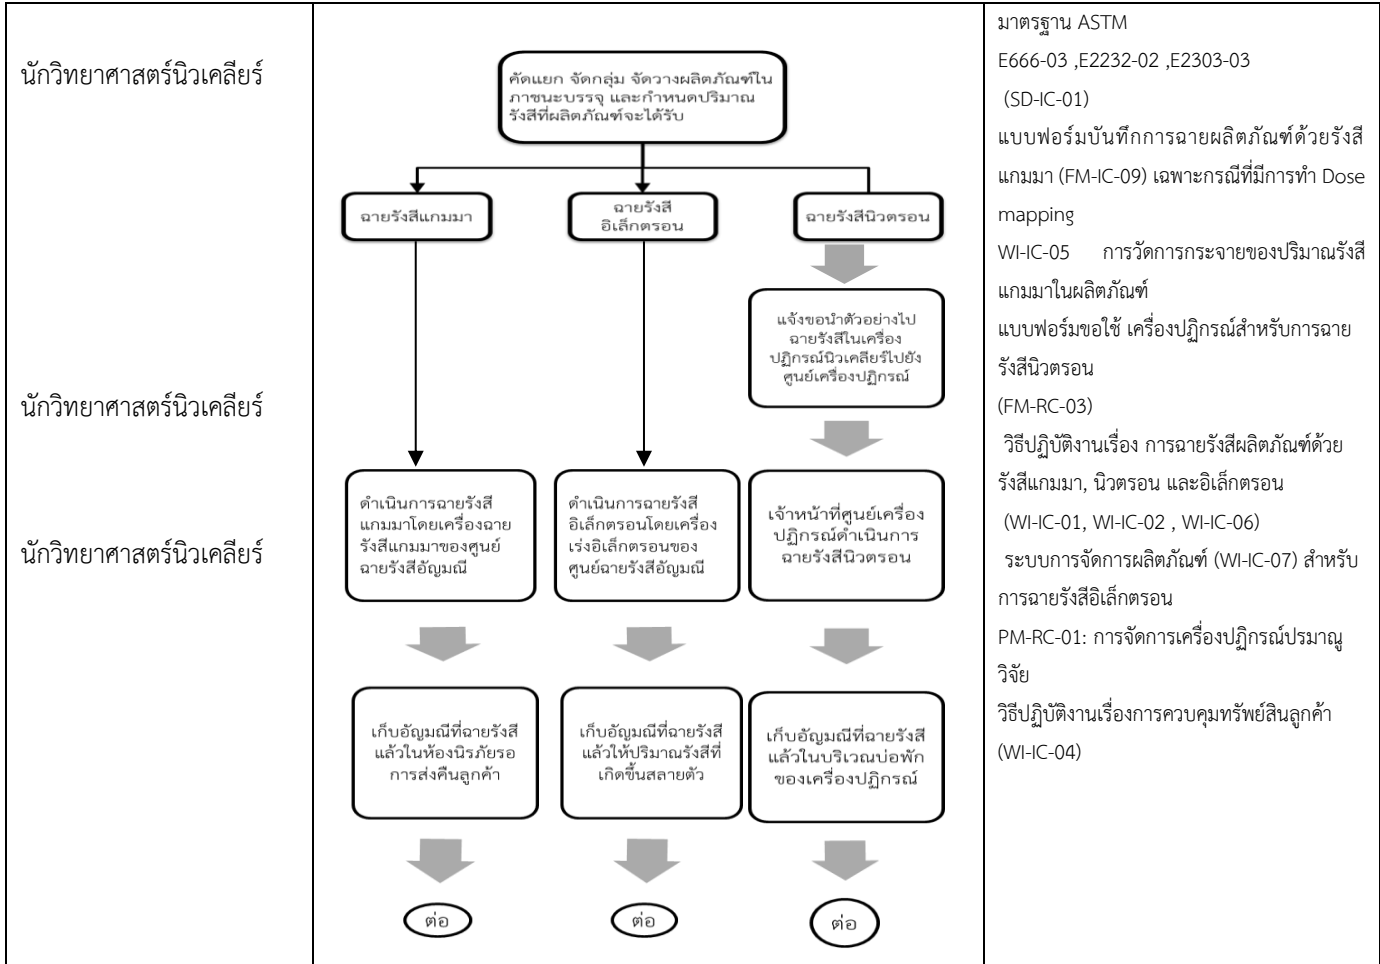 นักวิทยาศาสตร์นิวเคลียร์
นักวิทยาศาสตร์นิวเคลียร์
นักวิทยาศาสตร์นิวเคลียร์
คัดแยก จัดกลุ่ม จัดวางผลิตภัณฑ์ใน
ภาชนะบรรจุ และกำหนดปริมาณ
รังสีที่ผลิตภัณฑ์จะได้รับ
ฉายรังสีแกมมา
ฉายรังสี
อิเล็กตรอน
ฉายรังสีนิวตรอน
แจ้งขอนำตัวอย่างไป
ฉายรังสีในเครื่อง
ปฏิกรณ์นิวเคลียร์ไปยัง
ศูนย์เครื่องปฏิกรณ์
ดำเนินการฉายรังสี
แกมมาโดยเครื่องฉาย
รังสีแกมมาของศูนย์
ฉายรังสีอัญมณี
ดำเนินการฉายรังสี
อิเล็กตรอนโดยเครื่อง
เร่งอิเล็กตรอนของ
ศูนย์ฉายรังสีอัญมณี
เจ้าหน้าที่ศูนย์เครื่อง
ปฏิกรณ์ดำเนินการ
ฉายรังสีนิวตรอน
เก็บอัญมณีที่ฉายรังสี
แล้วในห้องนิรภัยรอ
การส่งคืนลูกค้า
เก็บอัญมณีที่ฉายรังสี
แล้วให้ปริมาณรังสีที่
เกิดขึ้นสลายตัว
เก็บอัญมณีที่ฉายรังสี
แล้วในบริเวณบ่อพัก
ของเครื่องปฏิกรณ์
ต่อ
ต่อ
ต่อ
มาตรฐาน ASTM
E666-03 ,E2232-02 ,E2303-03
(SD-IC-01)
แบบฟอร์มบันทึกการฉายผลิตภัณฑ์ด้วยรังสี
แกมมา (FM-IC-09) เฉพาะกรณีที่มีการทำ Dose
mapping
WI-IC-05 การวัดการกระจายของปริมาณรังสี
แกมมาในผลิตภัณฑ์
แบบฟอร์มขอใช้ เครื่องปฏิกรณ์สำหรับการฉาย
รังสีนิวตรอน
(FM-RC-03)
วิธีปฏิบัติงานเรื่อง การฉายรังสีผลิตภัณฑ์ด้วย
รังสีแกมมา, นิวตรอน และอิเล็กตรอน
(WI-IC-01, WI-IC-02 , WI-IC-06)
ระบบการจัดการผลิตภัณฑ์ (WI-IC-07) สำหรับ
การฉายรังสีอิเล็กตรอน
PM-RC-01: การจัดการเครื่องปฏิกรณ์ปรมาณู
วิจัย
วิธีปฏิบัติงานเรื่องการควบคุมทรัพย์สินลูกค้า
(WI-IC-04)